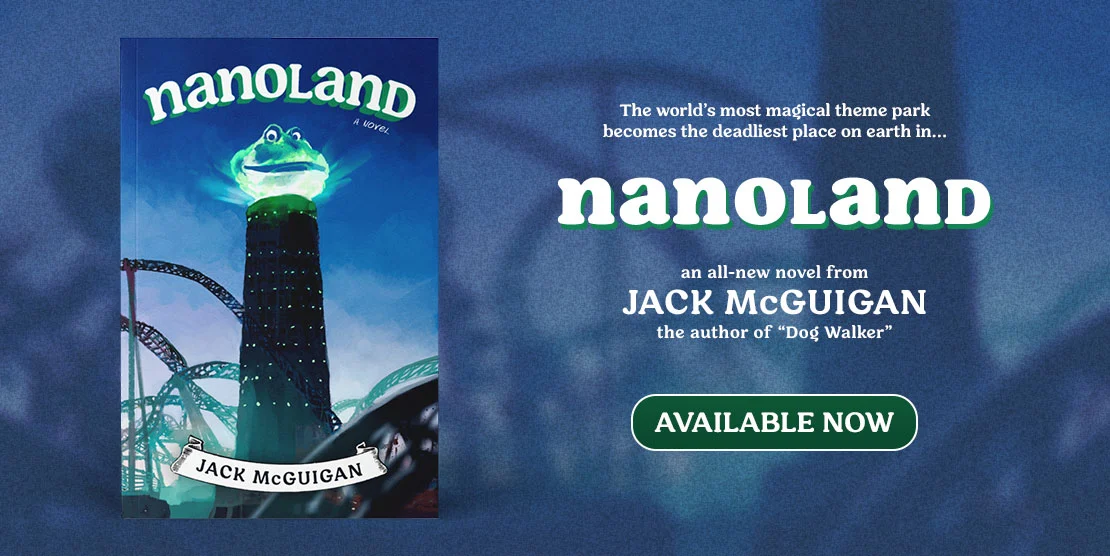 nanoLanD
A NOVEL
JACK McGUIGAN
The world's most magical theme park
becomes the deadliest place on earth in...
nanoLanD
an all-new novel from
JACK McGUIGAN
the author of “Dog Walker”
AVAILABLE NOW